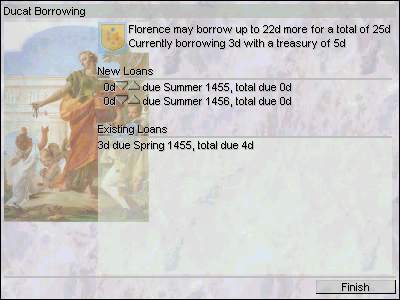 Ducat Borrowing
Florence may borrow up to 22d more for a total of 25d
Currently borrowing 3d with a treasury of 5d
New Loans
0d due Summer 1455, total due 0d
0d due Summer 1456, total due 0d
Existing Loans
3d due Spring 1455, total due 4d
Finish